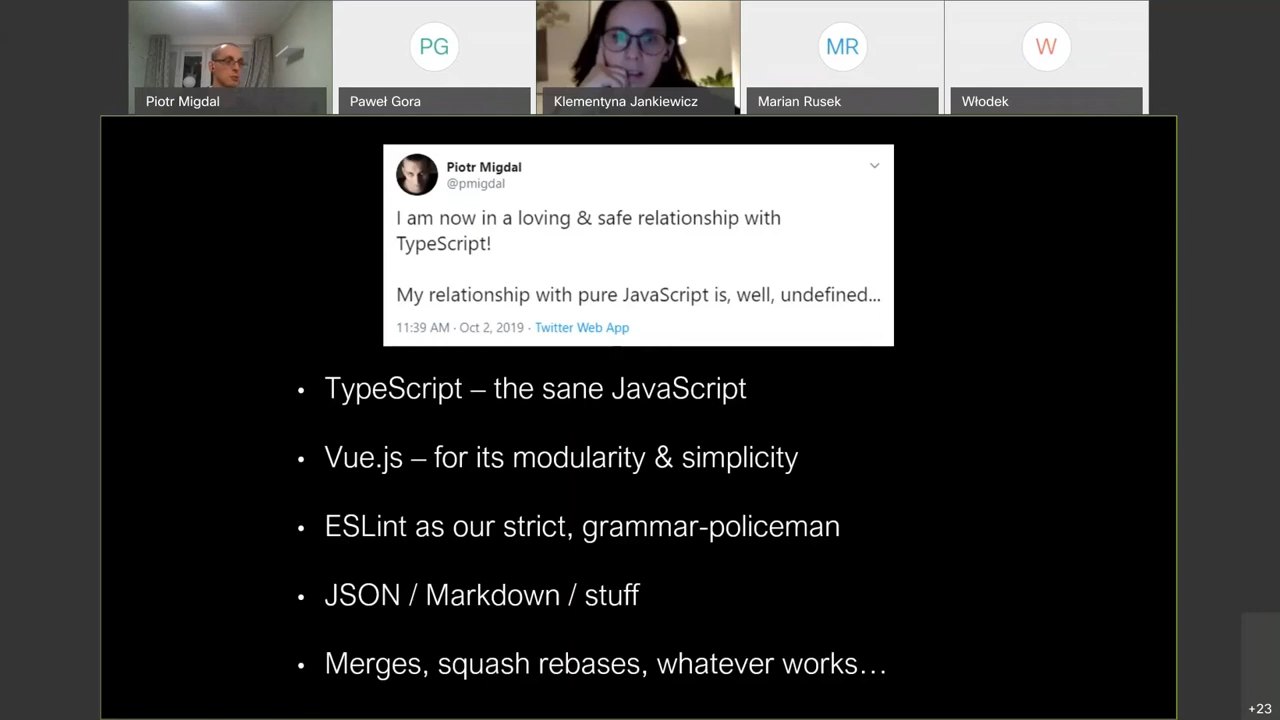 PG
MR
W
Piotr Migdal
Paweł Gora
Klementyna Jankiewicz
Marian Rusek
Włodek
Piotr Migdal
@pmigdal
I am now in a loving & safe relationship with
TypeScript!
My relationship with pure JavaScript is, well, undefined...
11:39 AM · Oct 2, 2019 · Twitter Web App
• TypeScript – the sane JavaScript
• Vue.js – for its modularity & simplicity
• ESLint as our strict, grammar-policeman
• JSON / Markdown / stuff
• Merges, squash rebases, whatever works…
+23